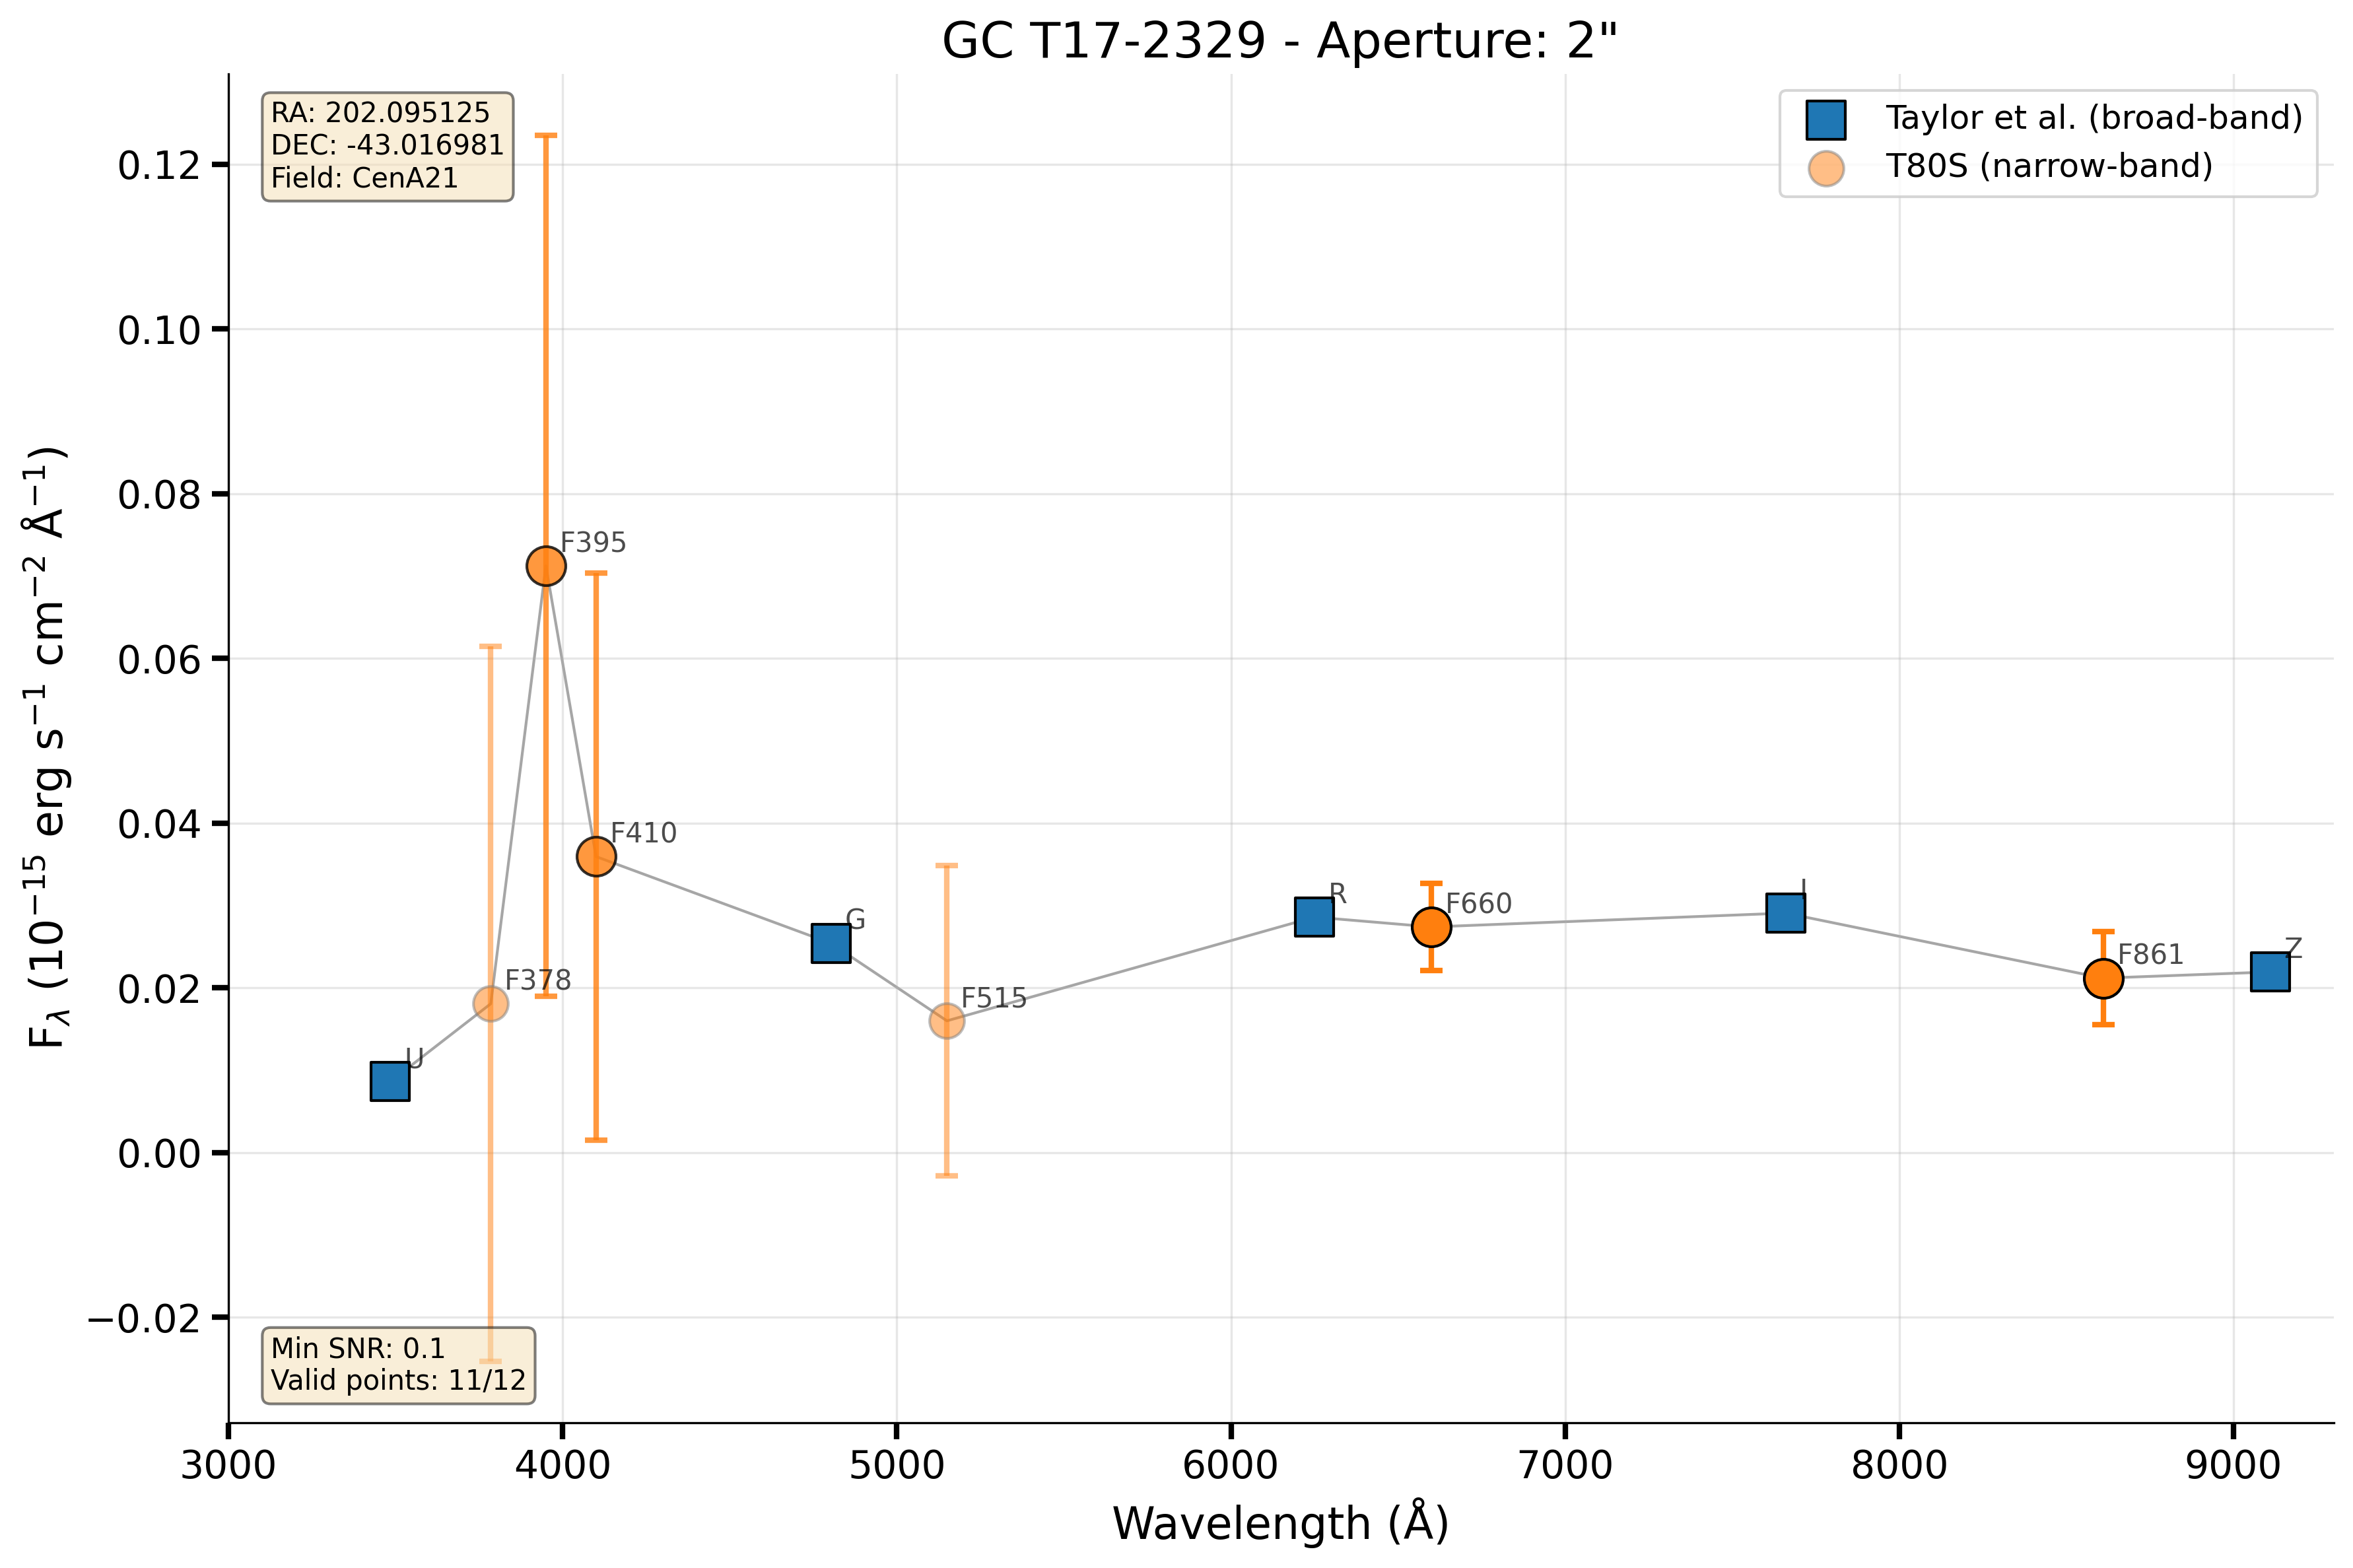 GC T17-2329 - Aperture: 2"
RA: 202.095125
DEC: -43.016981
Field: CenA21
Taylor et al. (broad-band)
T80S (narrow-band)
0.12
0.10
0.08
0.06
0.04
0.02
0.00
−0.02
F_λ (10⁻¹⁵ erg s⁻¹ cm⁻² Å⁻¹)
F395
F410
F378
U
G
F515
R
F660
I
F861
Z
Min SNR: 0.1
Valid points: 11/12
3000 4000 5000 6000 7000 8000 9000
Wavelength (Å)